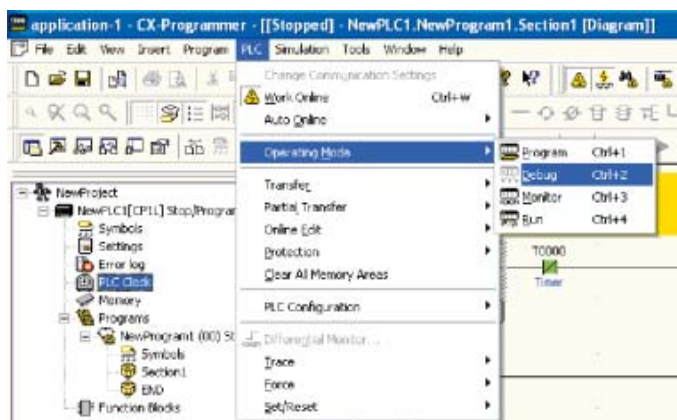 application-1 - CX-Programmer - [[Stopped] - NewPLC1.NewProgram1.Section1 [Diagram]]
File Edit View Insert Program PLC Simulation Tools Window Help
Change Communication Settings
Work Online Ctrl+W
Auto Online
Operating Mode
Program Ctrl+1
Debug Ctrl+2
Monitor Ctrl+3
Run Ctrl+4
Transfer
Partial Transfer
Online Edit
Protection
Clear All Memory Areas
PLC Configuration
Differential Monitor...
Trace
Force
Set/Reset
NewProject
NewPLC1[CP1L] Stop/Prograr
Symbols
Settings
Error log
PLC Clock
Memory
Programs
NewProgram1 (00) St
Symbols
Section1
END
Function Blocks
T0000
Timer